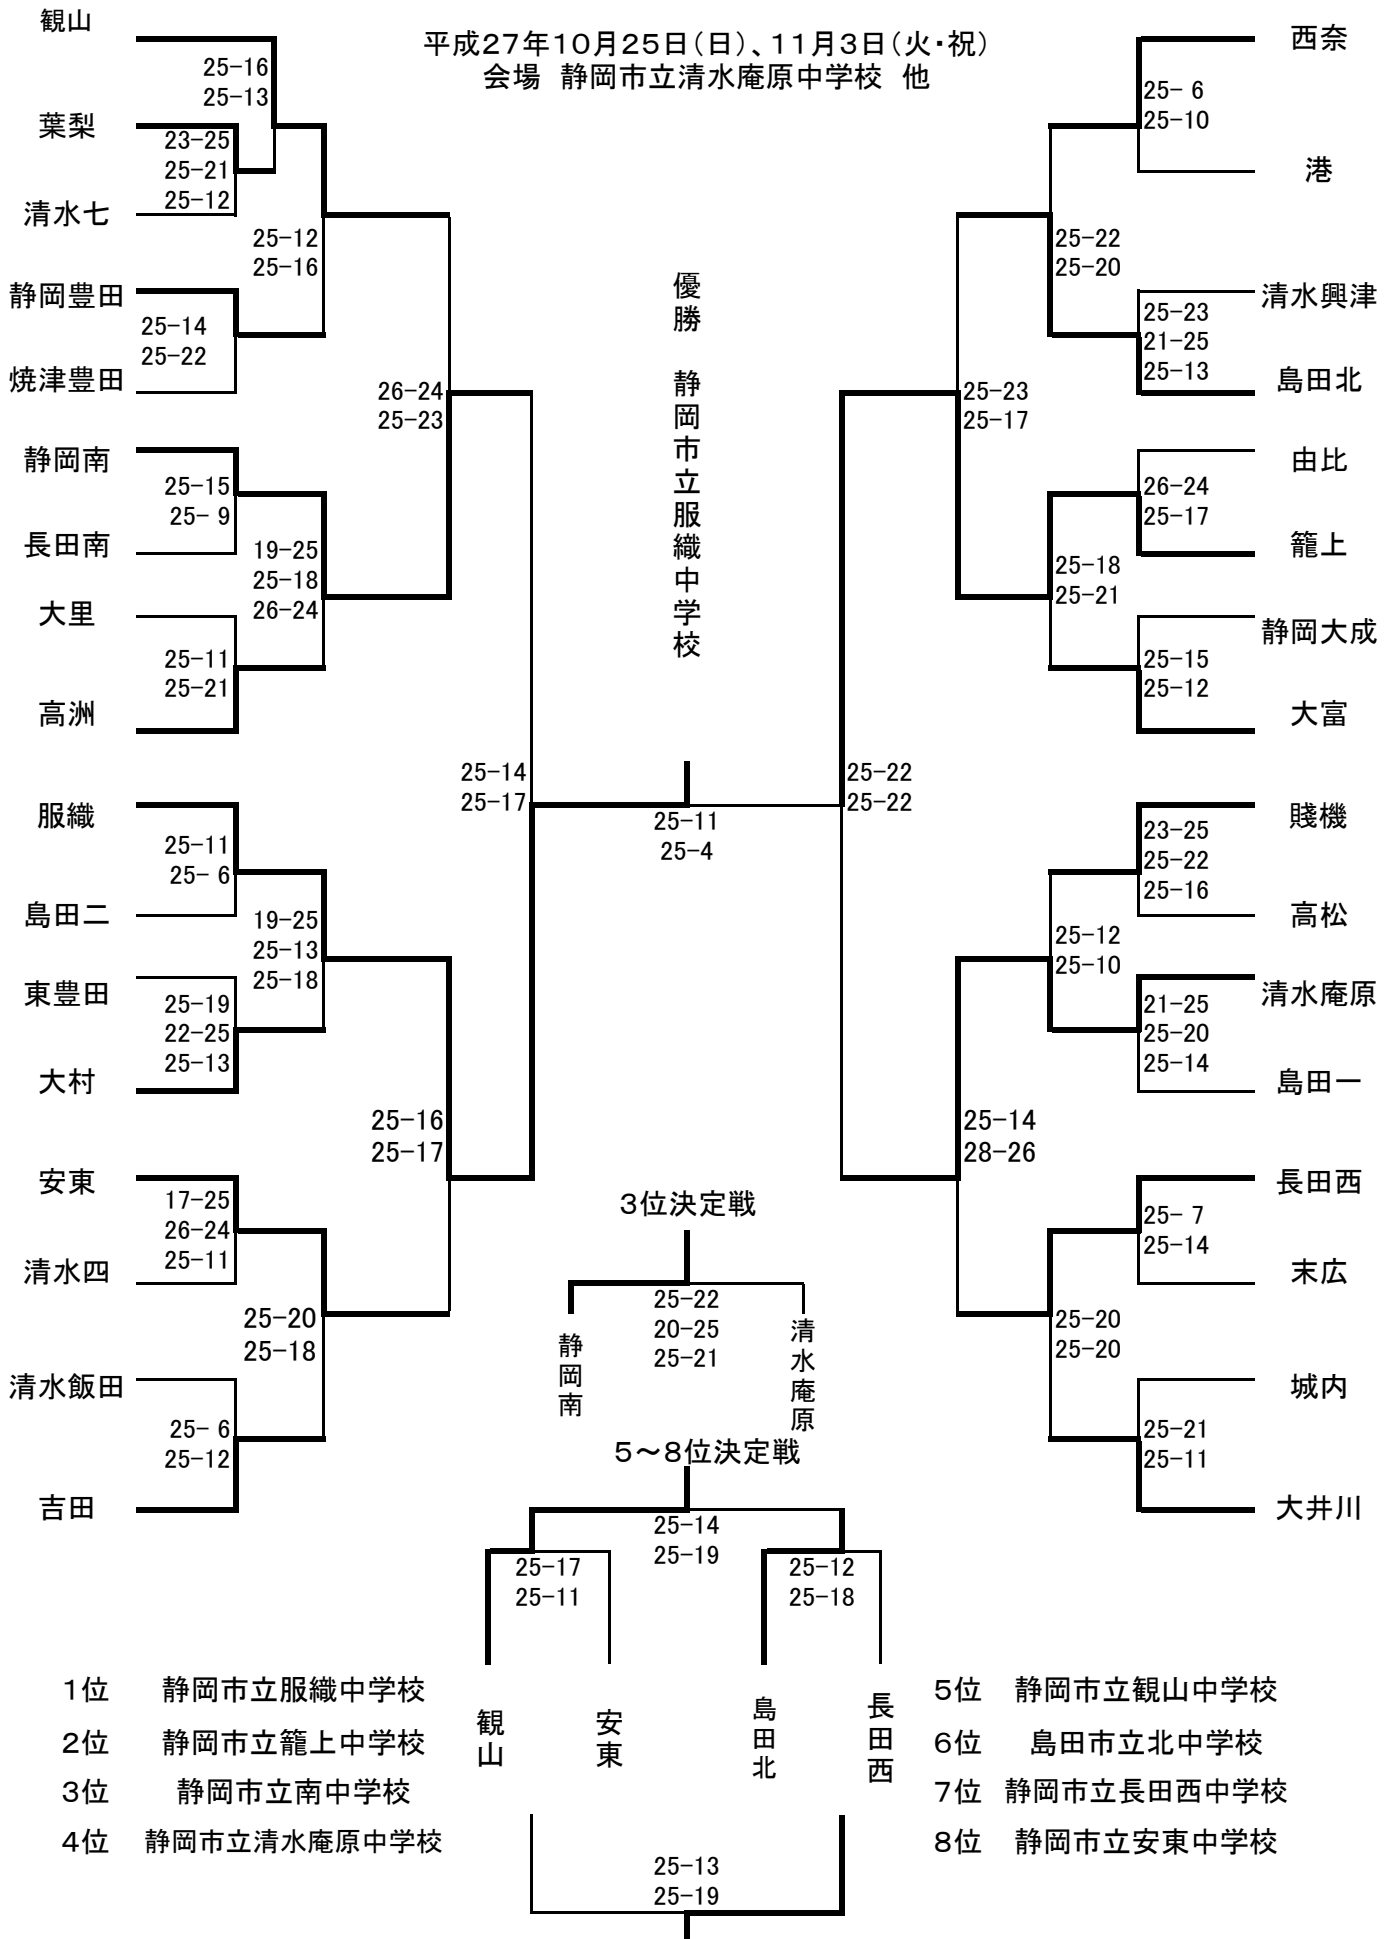 平成27年10月25日(日)、11月3日(火・祝)
会場 静岡市立清水庵原中学校 他
観山
25-16
25-13
葉梨
23-25
25-21
25-12
清水七
25-12
25-16
静岡豊田
25-14
25-22
焼津豊田
26-24
25-23
静岡南
25-15
25- 9
長田南
19-25
25-18
26-24
大里
25-11
25-21
高洲
25-14
25-17
服織
25-11
25- 6
島田二
19-25
25-13
25-18
東豊田
25-19
22-25
25-13
大村
25-16
25-17
安東
17-25
26-24
25-11
清水四
25-20
25-18
清水飯田
25- 6
25-12
吉田
優勝 静岡市立服織中学校
25-11
25-4
西奈
25- 6
25-10
港
25-22
25-20
清水興津
25-23
21-25
25-13
島田北
25-23
25-17
由比
26-24
25-17
籠上
25-18
25-21
静岡大成
25-15
25-12
大富
25-22
25-22
賤機
23-25
25-22
25-16
高松
25-12
25-10
清水庵原
21-25
25-20
25-14
島田一
25-14
28-26
長田西
25- 7
25-14
末広
25-20
25-20
城内
25-21
25-11
大井川
3位決定戦
25-22
20-25
25-21
静岡南
清水庵原
5~8位決定戦
25-14
25-19
25-17
25-11
25-12
25-18
観山
安東
島田北
長田西
25-13
25-19
1位 静岡市立服織中学校
2位 静岡市立籠上中学校
3位 静岡市立南中学校
4位 静岡市立清水庵原中学校
5位 静岡市立観山中学校
6位 島田市立北中学校
7位 静岡市立長田西中学校
8位 静岡市立安東中学校